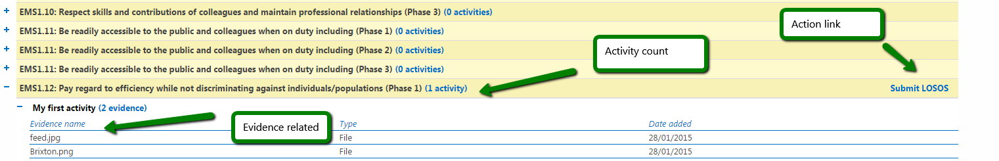 EMS1.10: Respect skills and contributions of colleagues and maintain professional relationships (Phase 3) (0 activities)
Action link
EMS1.11: Be readily accessible to the public and colleagues when on duty including (Phase 1) (0 activities)
EMS1.11: Be readily accessible to the public and colleagues when on duty including (Phase 2) (0 activities)
Activity count
EMS1.11: Be readily accessible to the public and colleagues when on duty including (Phase 3) (0 activities)
EMS1.12: Pay regard to efficiency while not discriminating against individuals/populations (Phase 1) (1 activity) Submit LOSOS
My first activity (2 evidence)
Evidence name Type Date added
Evidence related
feed.jpg File 28/01/2015
Brixton.png File 28/01/2015